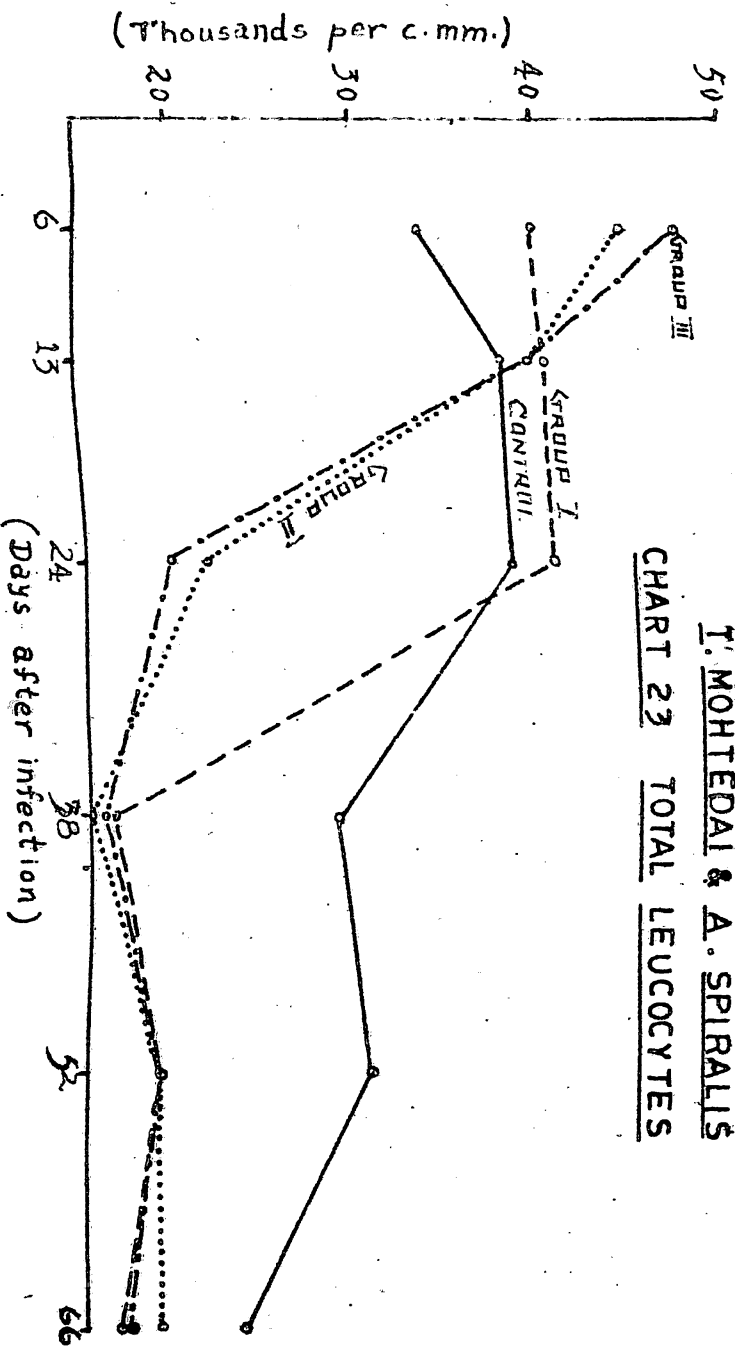 T. MOHTEDAI & A. SPIRALIS
CHART 23 TOTAL LEUCOCYTES
(Thousands per c.mm.)
50
40
30
20
GROUP III
GROUP I
CONTROL
GROUP II
6
13
24
38
52
66
(Days after infection)